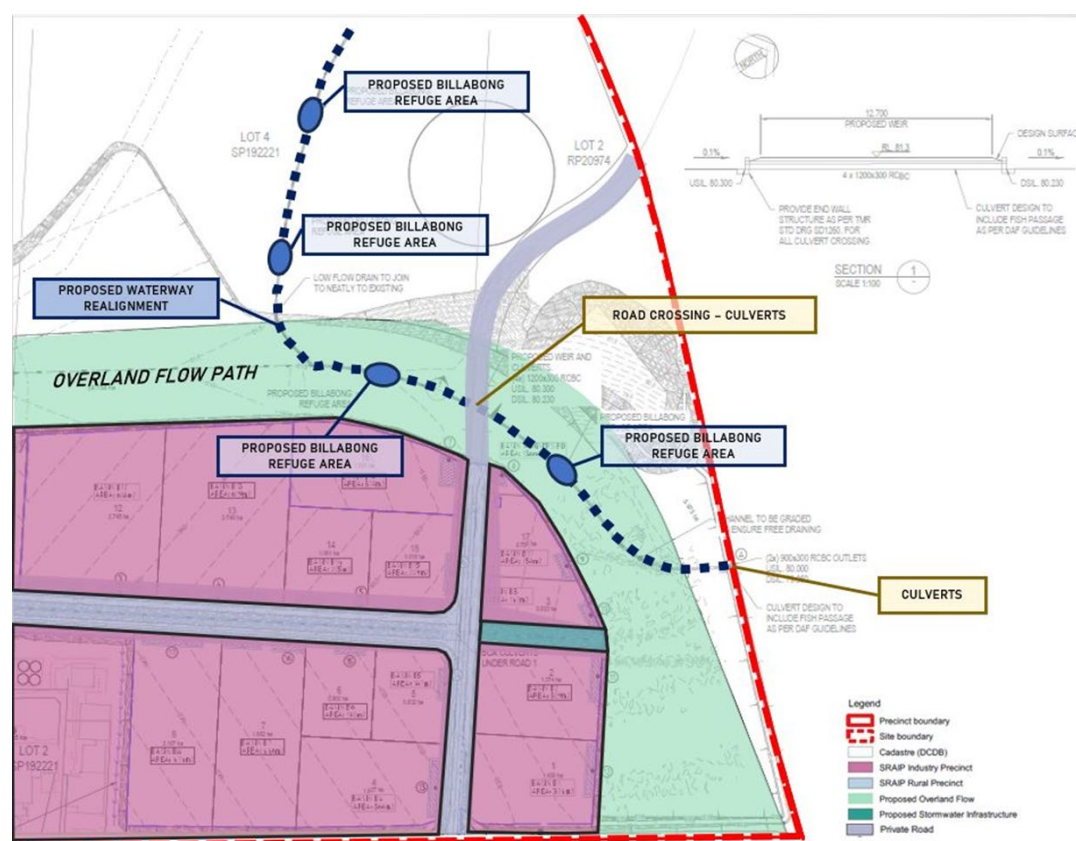 PROPOSED BILLABONG
REFUGE AREA
LOT 4
SP192221
LOT 2
RP20974
NORTH
12.700
PROPOSED WEIR
DESIGN SURFAC
0.1%
RL. 81.3
0.1%
USIL. 80.300
4 x 1200x300 RCBC
DSIL. 80.230
PROVIDE END WALL
STRUCTURE AS PER TMR
STD DRG SD1260, FOR
ALL CULVERT CROSSING
CULVERT DESIGN TO
INCLUDE FISH PASSAGE
AS PER DAF GUIDELINES
SECTION
SCALE 1:100
1
PROPOSED BILLABONG
REFUGE AREA
LOW FLOW DRAIN TO JOIN
TO NEATLY TO EXISTING
PROPOSED WATERWAY
REALIGNMENT
ROAD CROSSING – CULVERTS
OVERLAND FLOW PATH
PROPOSED WEIR AND
CULVERTS
1200x300 RCBC
USIL. 80.300
DSIL. 80.230
PROPOSED BILLABONG
REFUGE AREA
PROPOSED BILLABONG
PROPOSED BILLABONG
REFUGE AREA
PROPOSED BILLABONG
REFUGE AREA
HANNEL TO BE GRADED
ENSURE FREE DRAINING
(2x) 900x300 RCBC OUTLETS
USIL. 80.000
CULVERTS
CULVERT DESIGN TO
INCLUDE FISH PASSAGE
AS PER DAF GUIDELINES
12
13
14
15
17
3
UNDER ROAD 1
2
8
7
6
5
4
1
LOT 2
SP192221
Legend
Precinct boundary
Site boundary
Cadastre (DCDB)
SRAIP Industry Precinct
SRAIP Rural Precinct
Proposed Overland Flow
Proposed Stormwater Infrastructure
Private Road